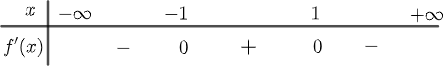 x −∞ −1 1 +∞
f′(x) − 0 + 0 −